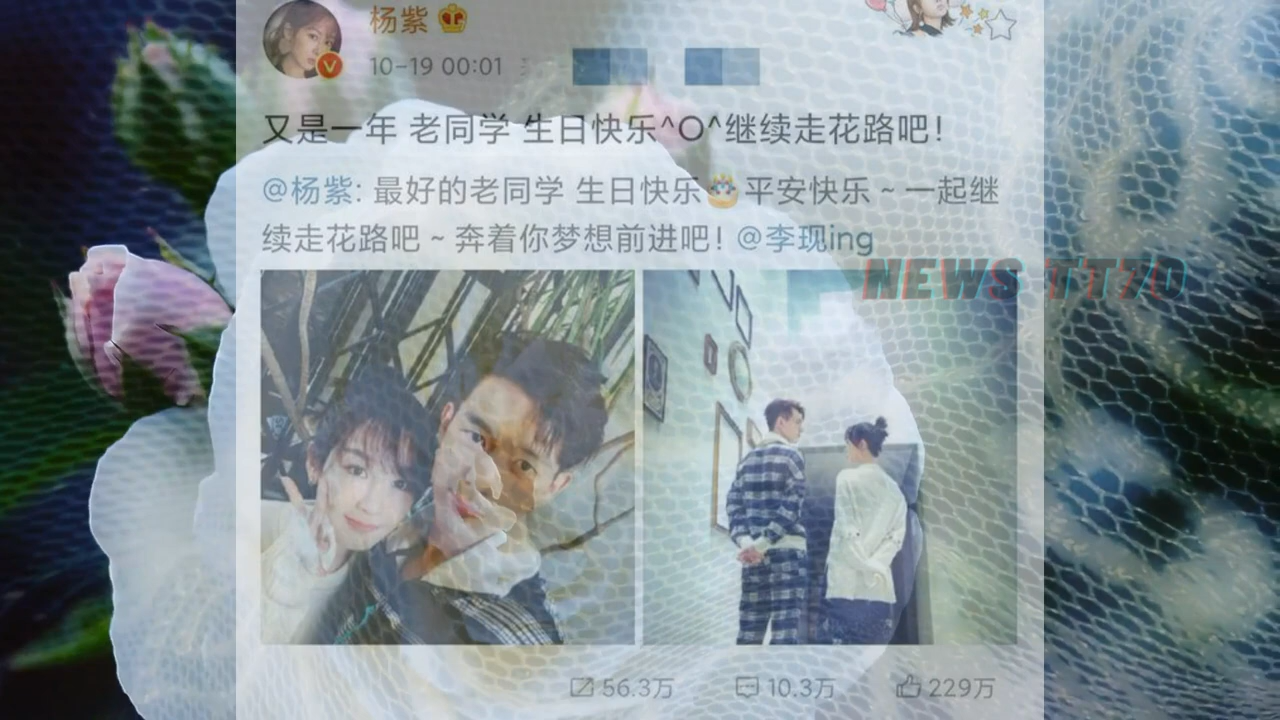 杨紫
10-19 00:01
又是一年 老同学 生日快乐^O^继续走花路吧!
@杨紫: 最好的老同学 生日快乐🎂平安快乐~一起继
续走花路吧~奔着你梦想前进吧!@李现ing
NEWS TT7D
56.3万 10.3万 229万